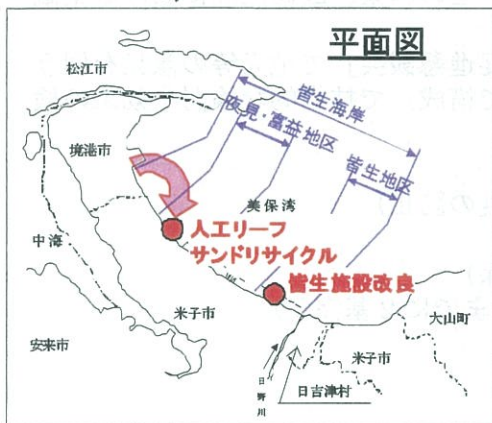 平面図
松江市
皆生海岸
夜見・富益地区
境港市
皆生地区
美保湾
人工リーフ
サンドリサイクル
中海
皆生施設改良
米子市
大山町
安来市
米子市
日野川
日吉津村